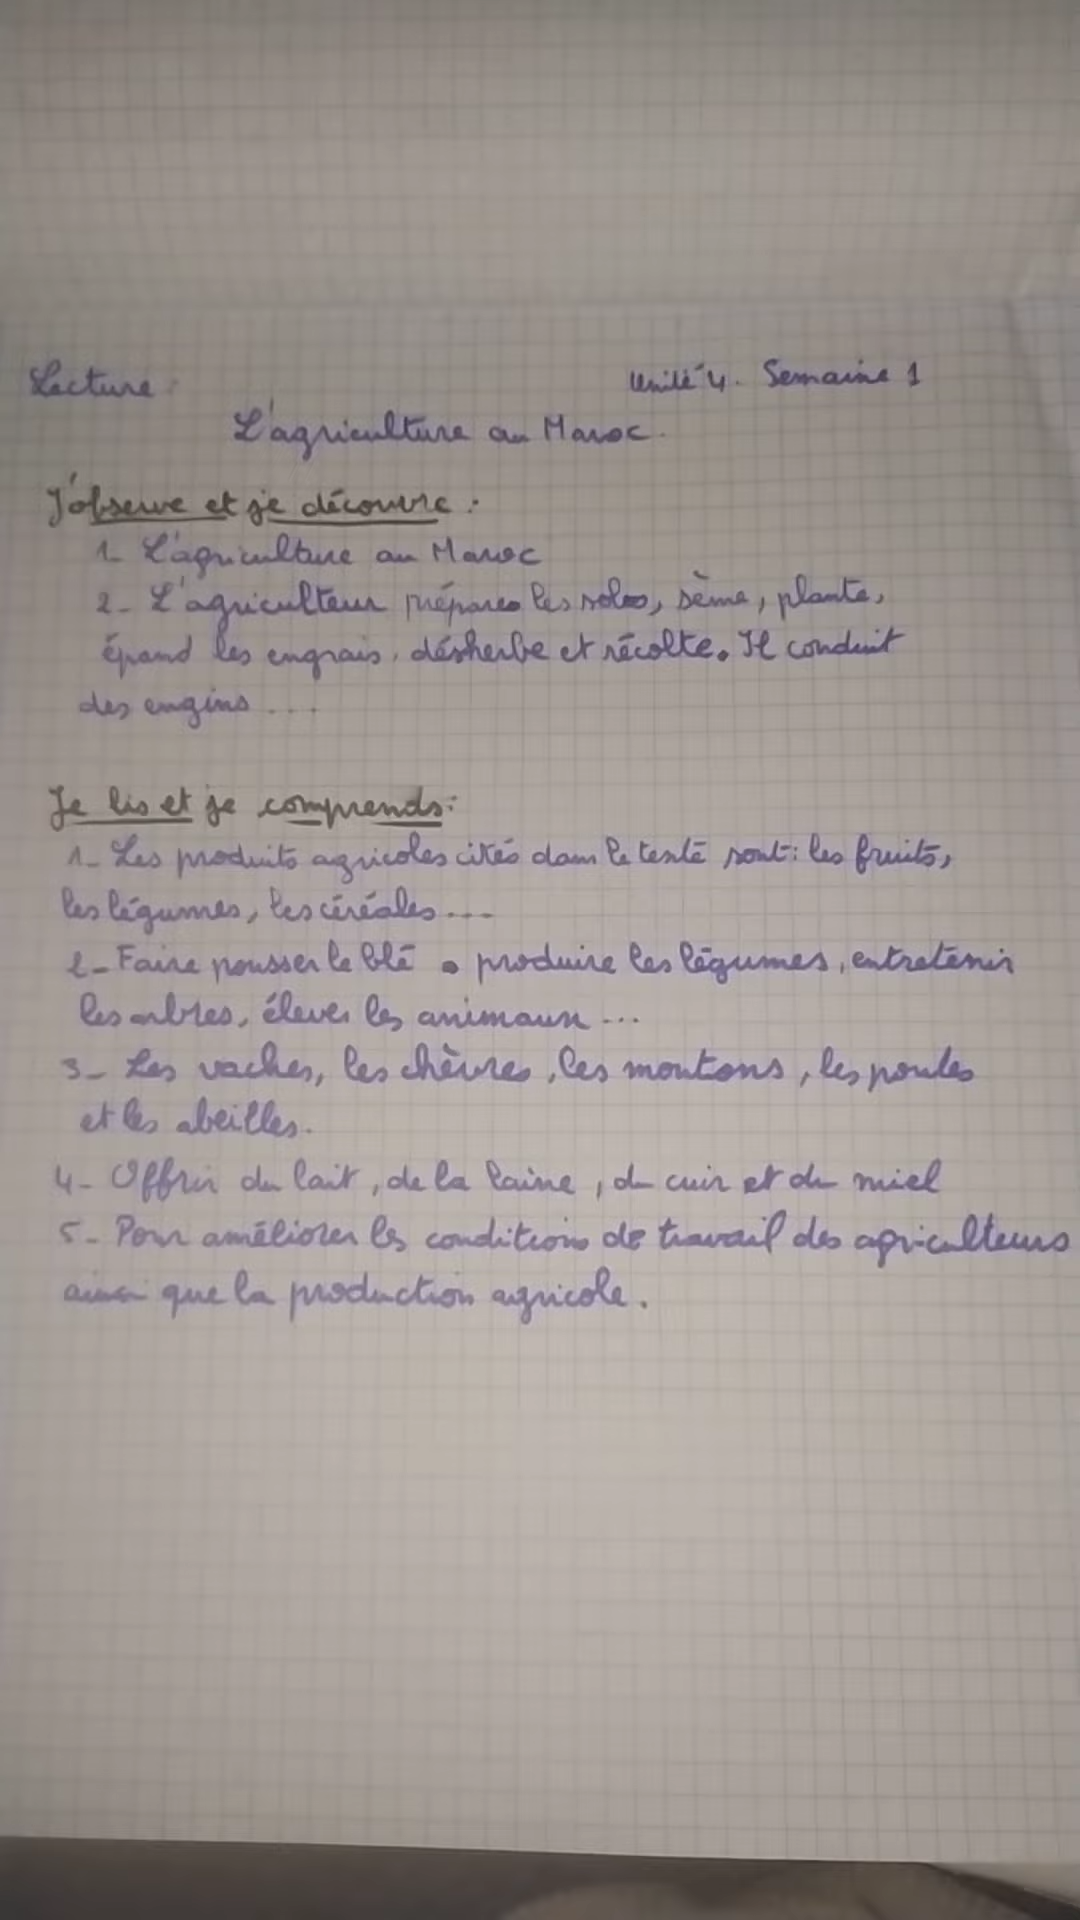 Lecture : Unité 4. Semaine 1
L'agriculture au Maroc.
J'observe et je découvre :
1- L'agriculture au Maroc
2- L'agriculteur prépare les sols, sème, plante,
épand les engrais, désherbe et récolte. Il conduit
des engins ...
Je lis et je comprends :
1- Les produits agricoles cités dans le texte sont : les fruits,
les légumes, les céréales ...
2- Faire pousser le blé . produire les légumes, entretenir
les arbres, élever les animaux ...
3- Les vaches, les chèvres, les moutons, les poules
et les abeilles.
4- Offrir du lait, de la laine, du cuir et du miel
5- Pour améliorer les conditions de travail des agriculteurs
ainsi que la production agricole.